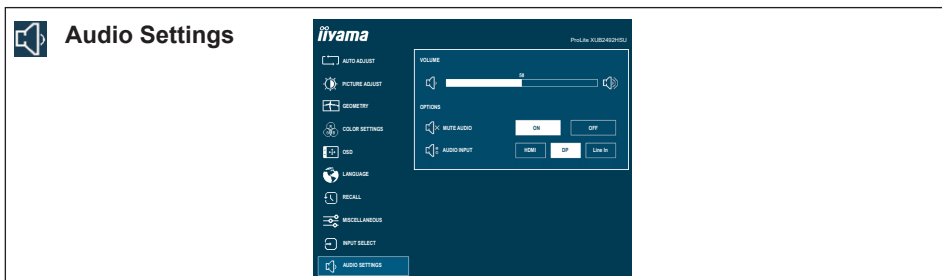 Audio Settings
iiyama
ProLite XUB2492HSU
AUTO ADJUST
PICTURE ADJUST
GEOMETRY
COLOR SETTINGS
OSD
LANGUAGE
RECALL
MISCELLANEOUS
INPUT SELECT
AUDIO SETTINGS
VOLUME
50
OPTIONS
MUTE AUDIO ON OFF
AUDIO INPUT HDMI DP Line In